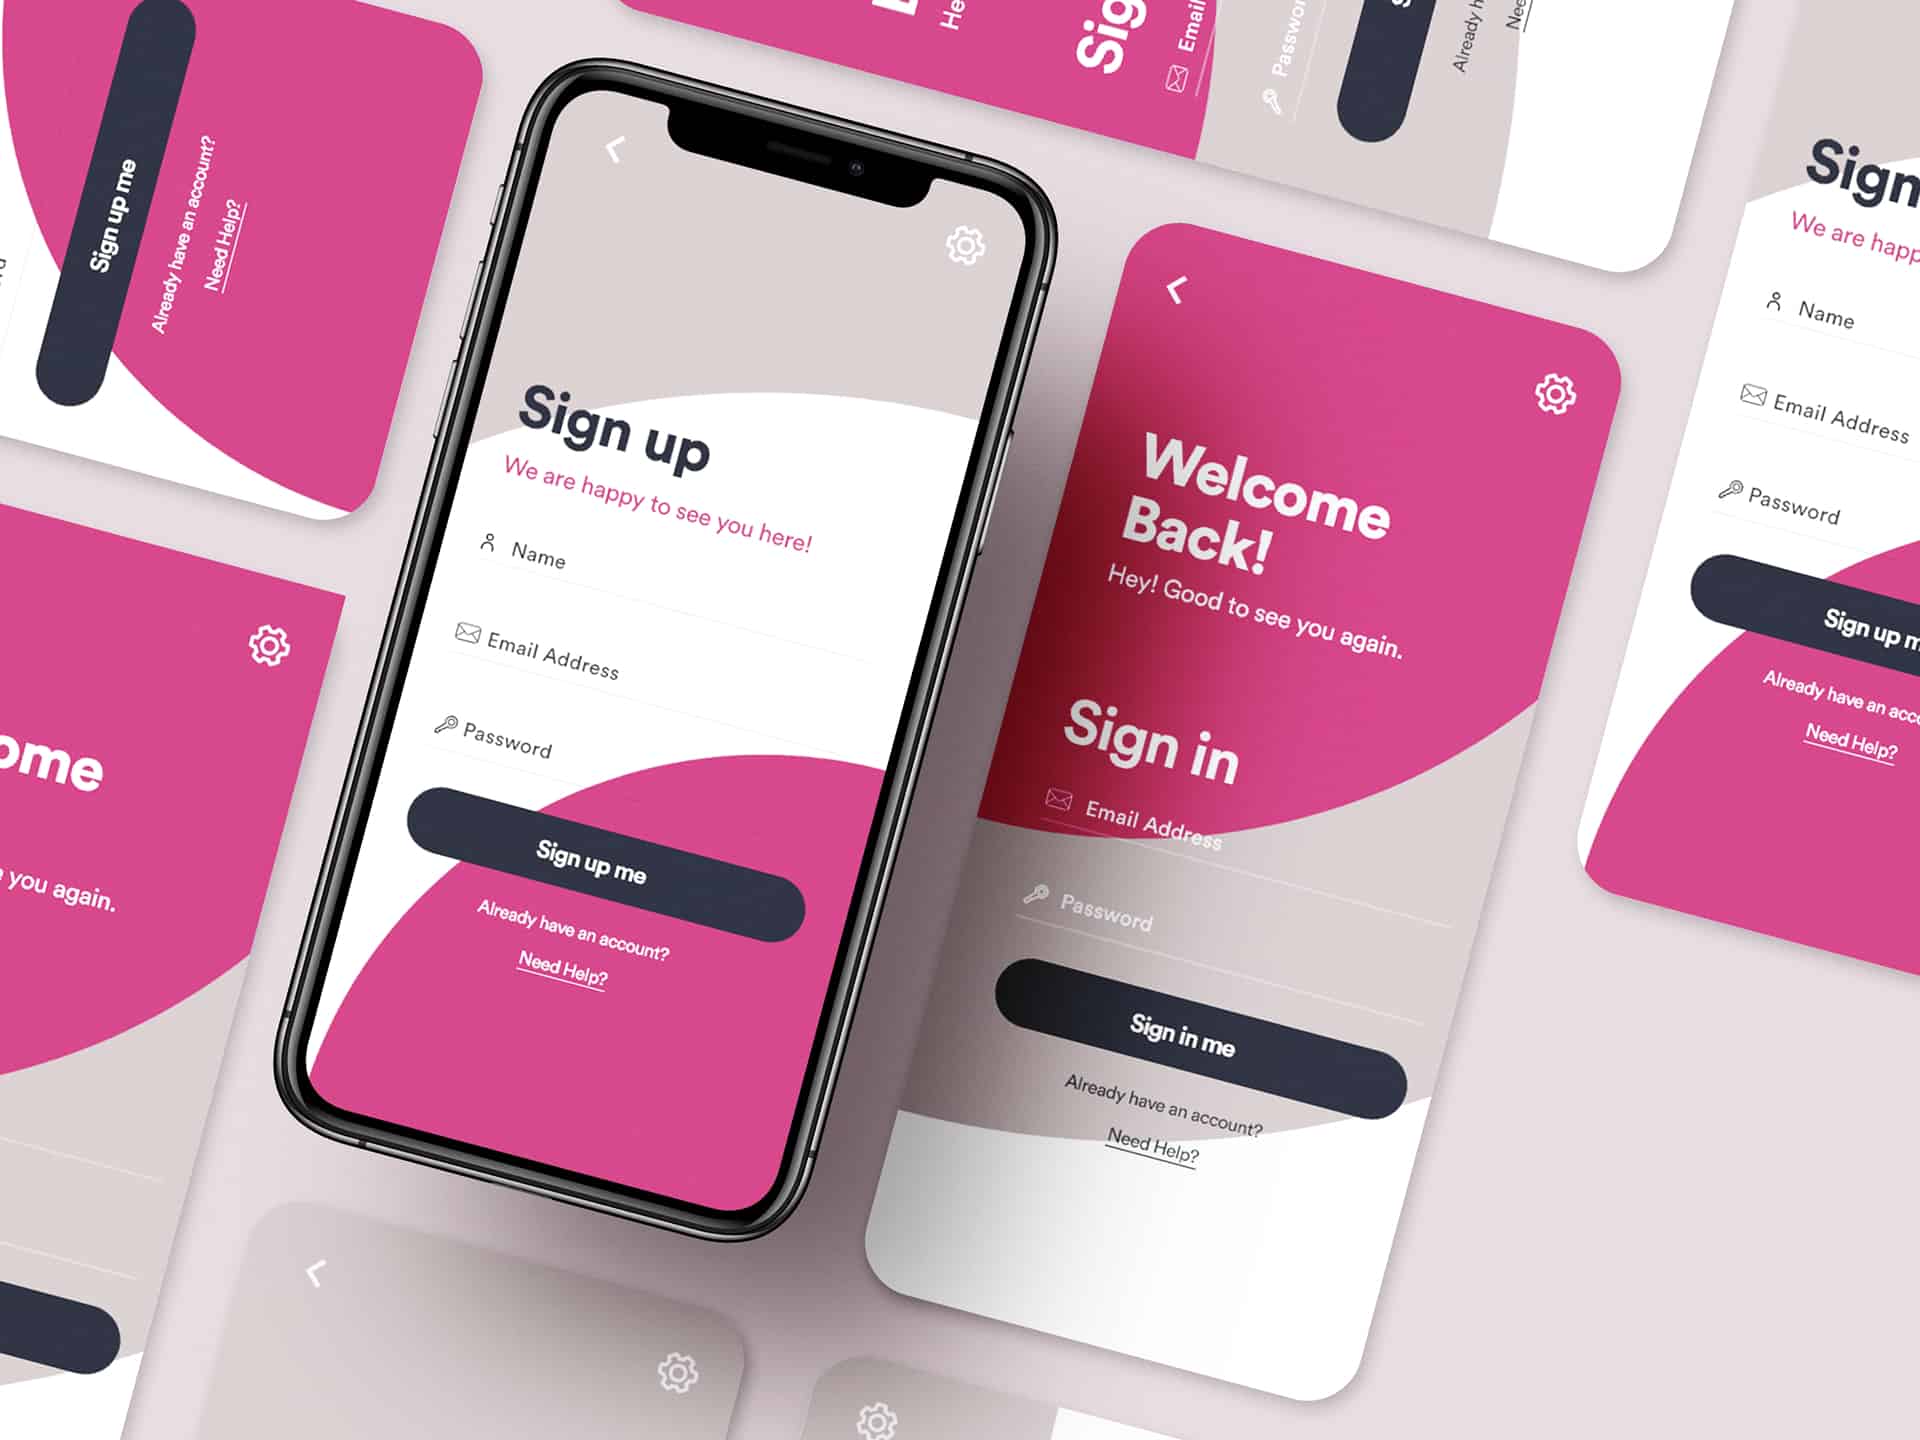 Sign up me
Already have an account?
Need Help?
He
Sig
Email
Passwor
Already h
Nee
Sign up
We are happy to see you here!
Name
Email Address
Password
Sign up me
Already have an account?
Need Help?
Welcome
Back!
Hey! Good to see you again.
Sign in
Email Address
Password
Sign in me
Already have an account?
Need Help?
Sign
We are happ
Name
Email Address
Password
Sign up m
Already have an acco
Need Help?
ome
you again.